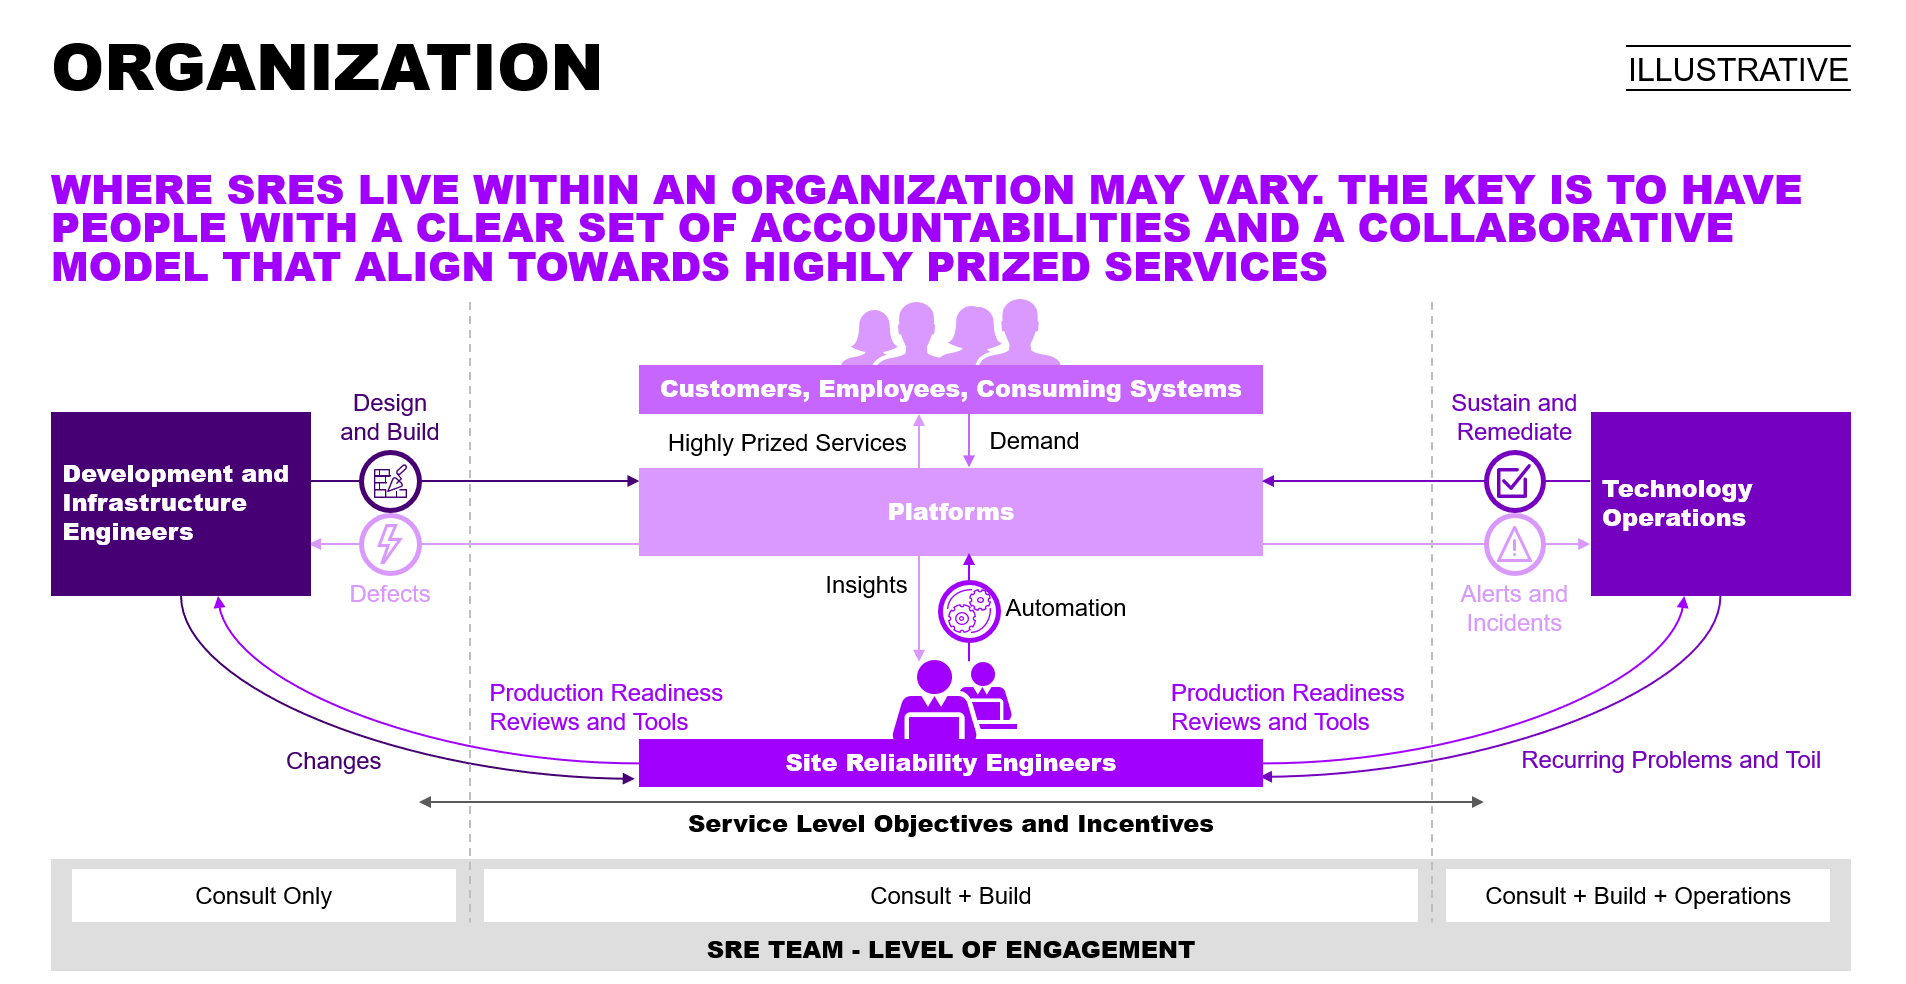 ORGANIZATION
ILLUSTRATIVE
WHERE SRES LIVE WITHIN AN ORGANIZATION MAY VARY. THE KEY IS TO HAVE
PEOPLE WITH A CLEAR SET OF ACCOUNTABILITIES AND A COLLABORATIVE
MODEL THAT ALIGN TOWARDS HIGHLY PRIZED SERVICES
Customers, Employees, Consuming Systems
Design
and Build
Sustain and
Remediate
Highly Prized Services
Demand
Development and
Infrastructure
Engineers
Platforms
Technology
Operations
Defects
Insights
Automation
Alerts and
Incidents
Production Readiness
Reviews and Tools
Production Readiness
Reviews and Tools
Changes
Site Reliability Engineers
Recurring Problems and Toil
Service Level Objectives and Incentives
Consult Only
Consult + Build
Consult + Build + Operations
SRE TEAM - LEVEL OF ENGAGEMENT